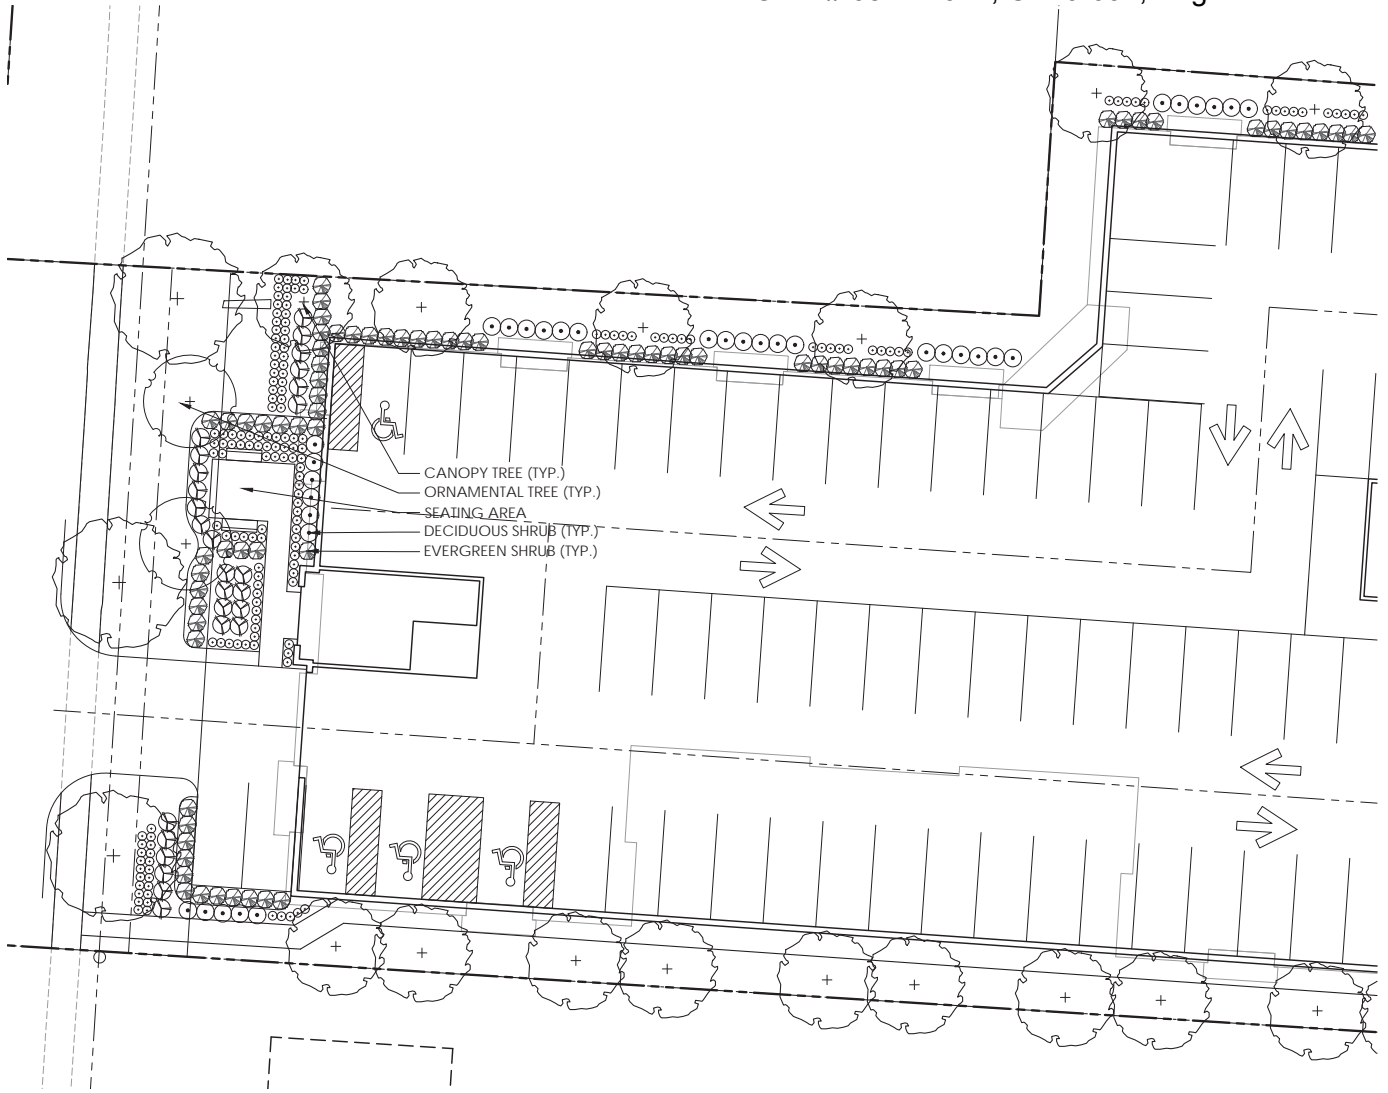 CANOPY TREE (TYP.)
ORNAMENTAL TREE (TYP.)
SEATING AREA
DECIDUOUS SHRUB (TYP.)
EVERGREEN SHRUB (TYP.)